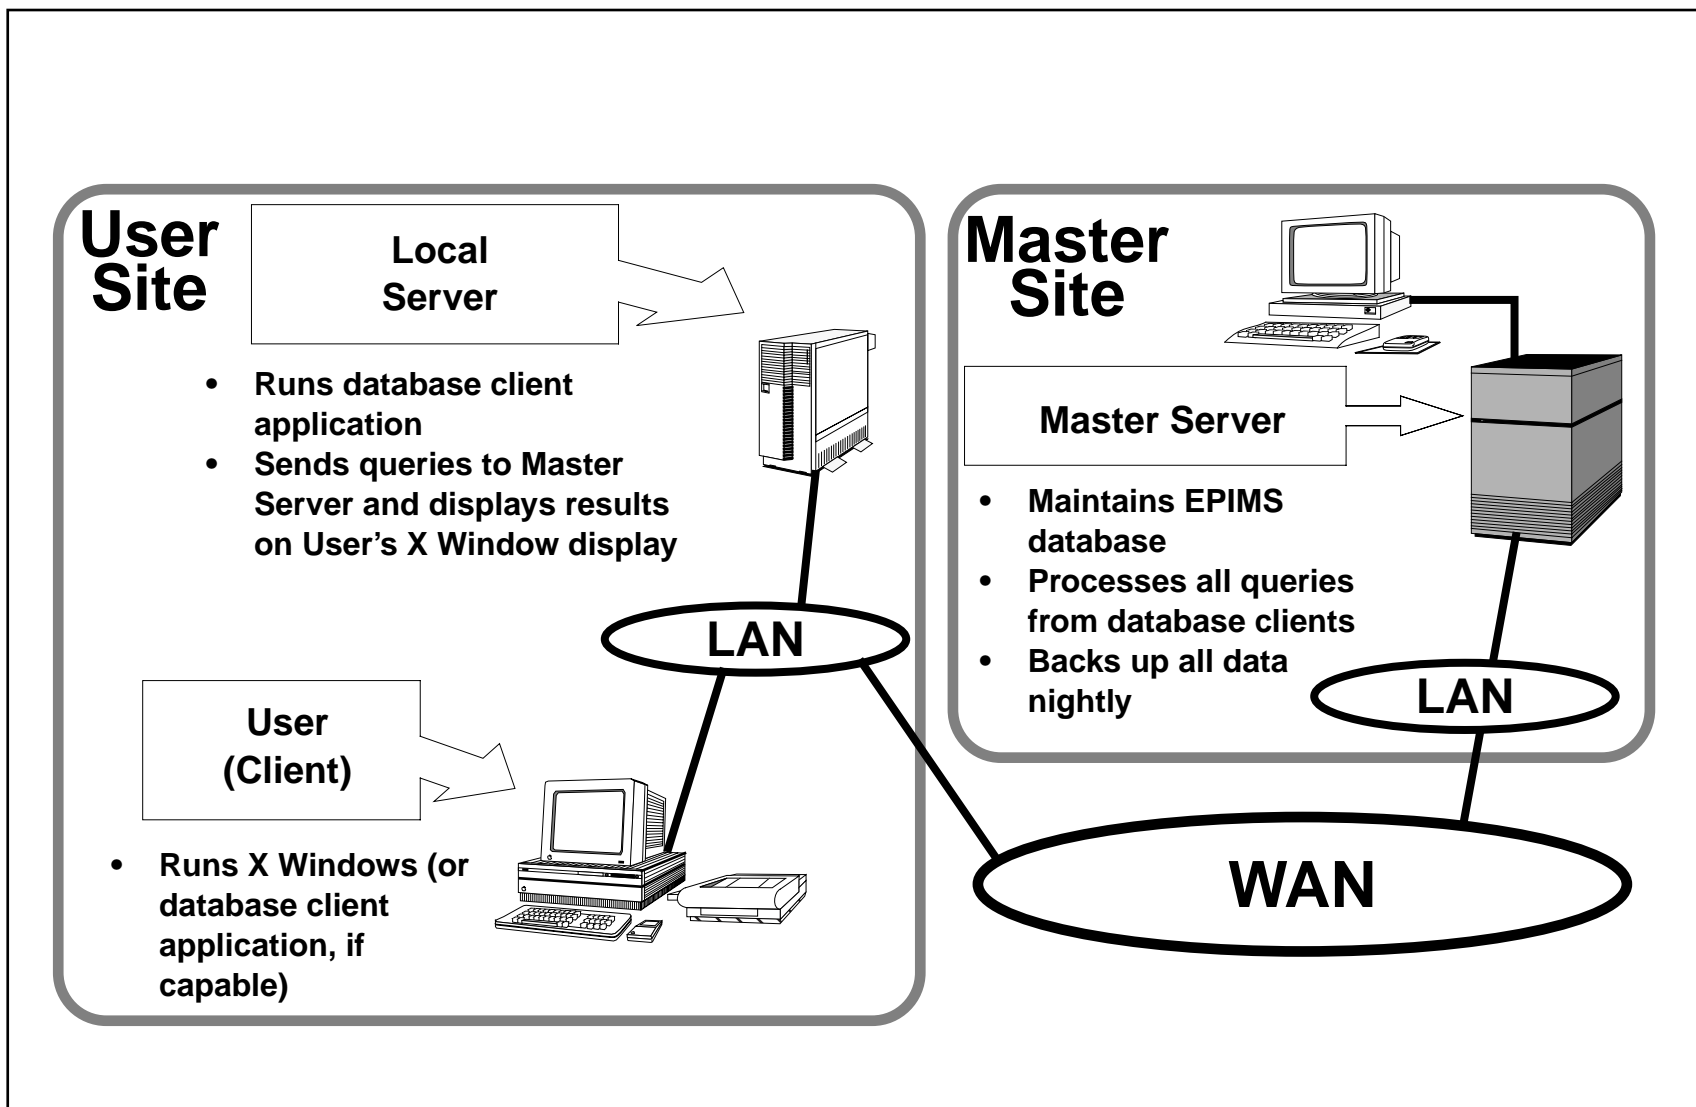 User
Site
Local
Server
• Runs database client
application
• Sends queries to Master
Server and displays results
on User’s X Window display
LAN
User
(Client)
• Runs X Windows (or
database client
application, if
capable)
Master
Site
Master Server
• Maintains EPIMS
database
• Processes all queries
from database clients
• Backs up all data
nightly
LAN
WAN